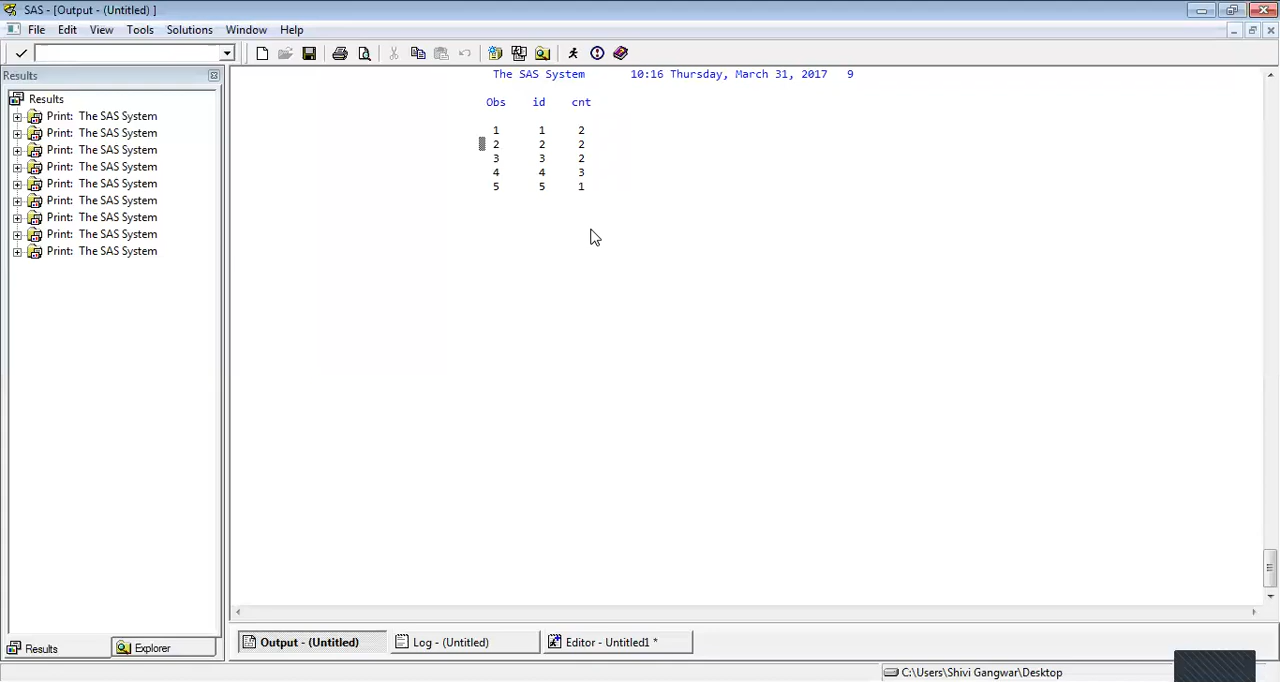 SAS - [Output - (Untitled) ]
File Edit View Tools Solutions Window Help
Results
The SAS System 10:16 Thursday, March 31, 2017 9
Results
Obs id cnt
Print: The SAS System
1 1 2
Print: The SAS System
2 2 2
Print: The SAS System
3 3 2
Print: The SAS System
4 4 3
Print: The SAS System
5 5 1
Print: The SAS System
Print: The SAS System
Print: The SAS System
Print: The SAS System
Results Explorer
Output - (Untitled) Log - (Untitled) Editor - Untitled1 *
C:\Users\Shivi Gangwar\Desktop